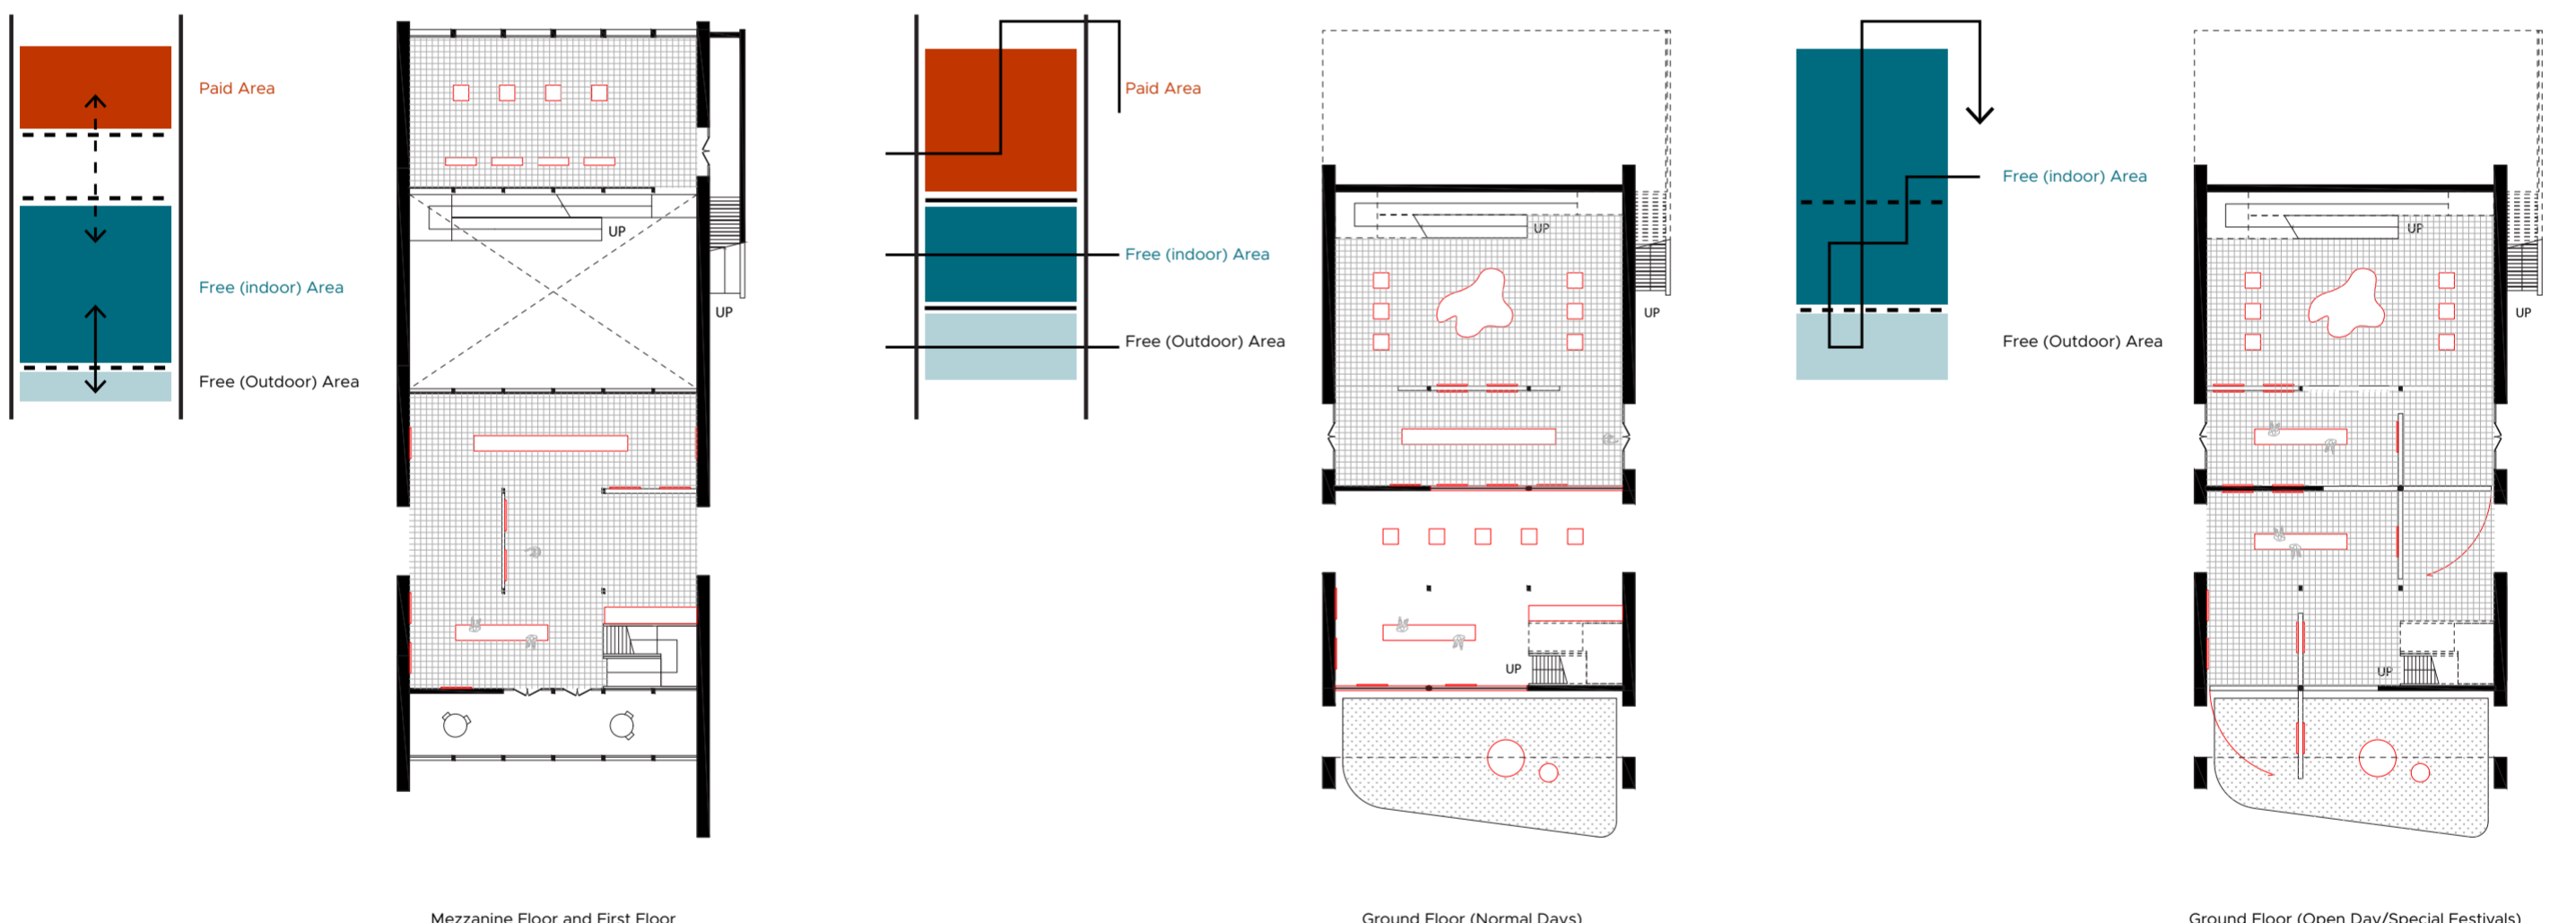 Paid Area
Free (indoor) Area
Free (Outdoor) Area
UP
UP
Mezzanine Floor and First Floor
Paid Area
Free (indoor) Area
Free (Outdoor) Area
UP
UP
UP
Ground Floor (Normal Days)
Free (indoor) Area
Free (Outdoor) Area
UP
UP
UP
Ground Floor (Open Day/Special Festivals)